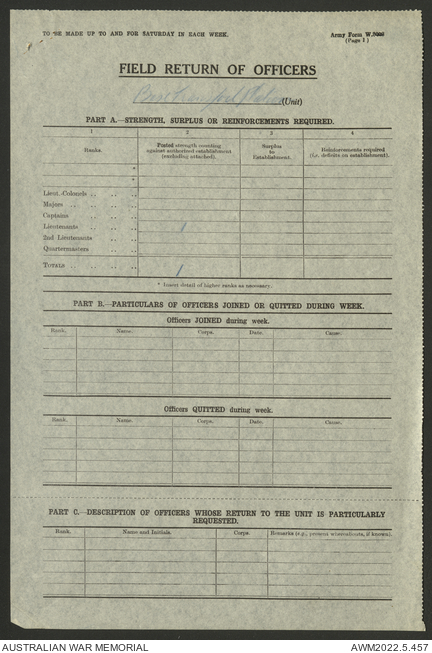 TO BE MADE UP TO AND FOR SATURDAY IN EACH WEEK.
Army Form W.
(Page 1)
FIELD RETURN OF OFFICERS
(Unit)
PART A.—STRENGTH, SURPLUS OR REINFORCEMENTS REQUIRED.
1 2 3 4
Ranks. Posted strength counting against authorized establishment (excluding attached). Surplus to Establishment. Reinforcements required (i.e. deficits on establishment).
*
*
Lieut.-Colonels .. .. ..
Majors .. .. .. ..
Captains .. ..
Lieutenants .. .. 1
2nd Lieutenants .. ..
Quartermasters .. ..
TOTALS .. .. .. .. 1
* Insert detail of higher ranks as necessary.
PART B.—PARTICULARS OF OFFICERS JOINED OR QUITTED DURING WEEK.
Officers JOINED during week.
Rank. Name. Corps. Date. Cause.
Officers QUITTED during week.
Rank. Name. Corps. Date. Cause.
PART C.—DESCRIPTION OF OFFICERS WHOSE RETURN TO THE UNIT IS PARTICULARLY
REQUESTED.
Rank. Name and Initials. Corps. Remarks (e.g., present whereabouts, if known).
AUSTRALIAN WAR MEMORIAL AWM2022.5.457